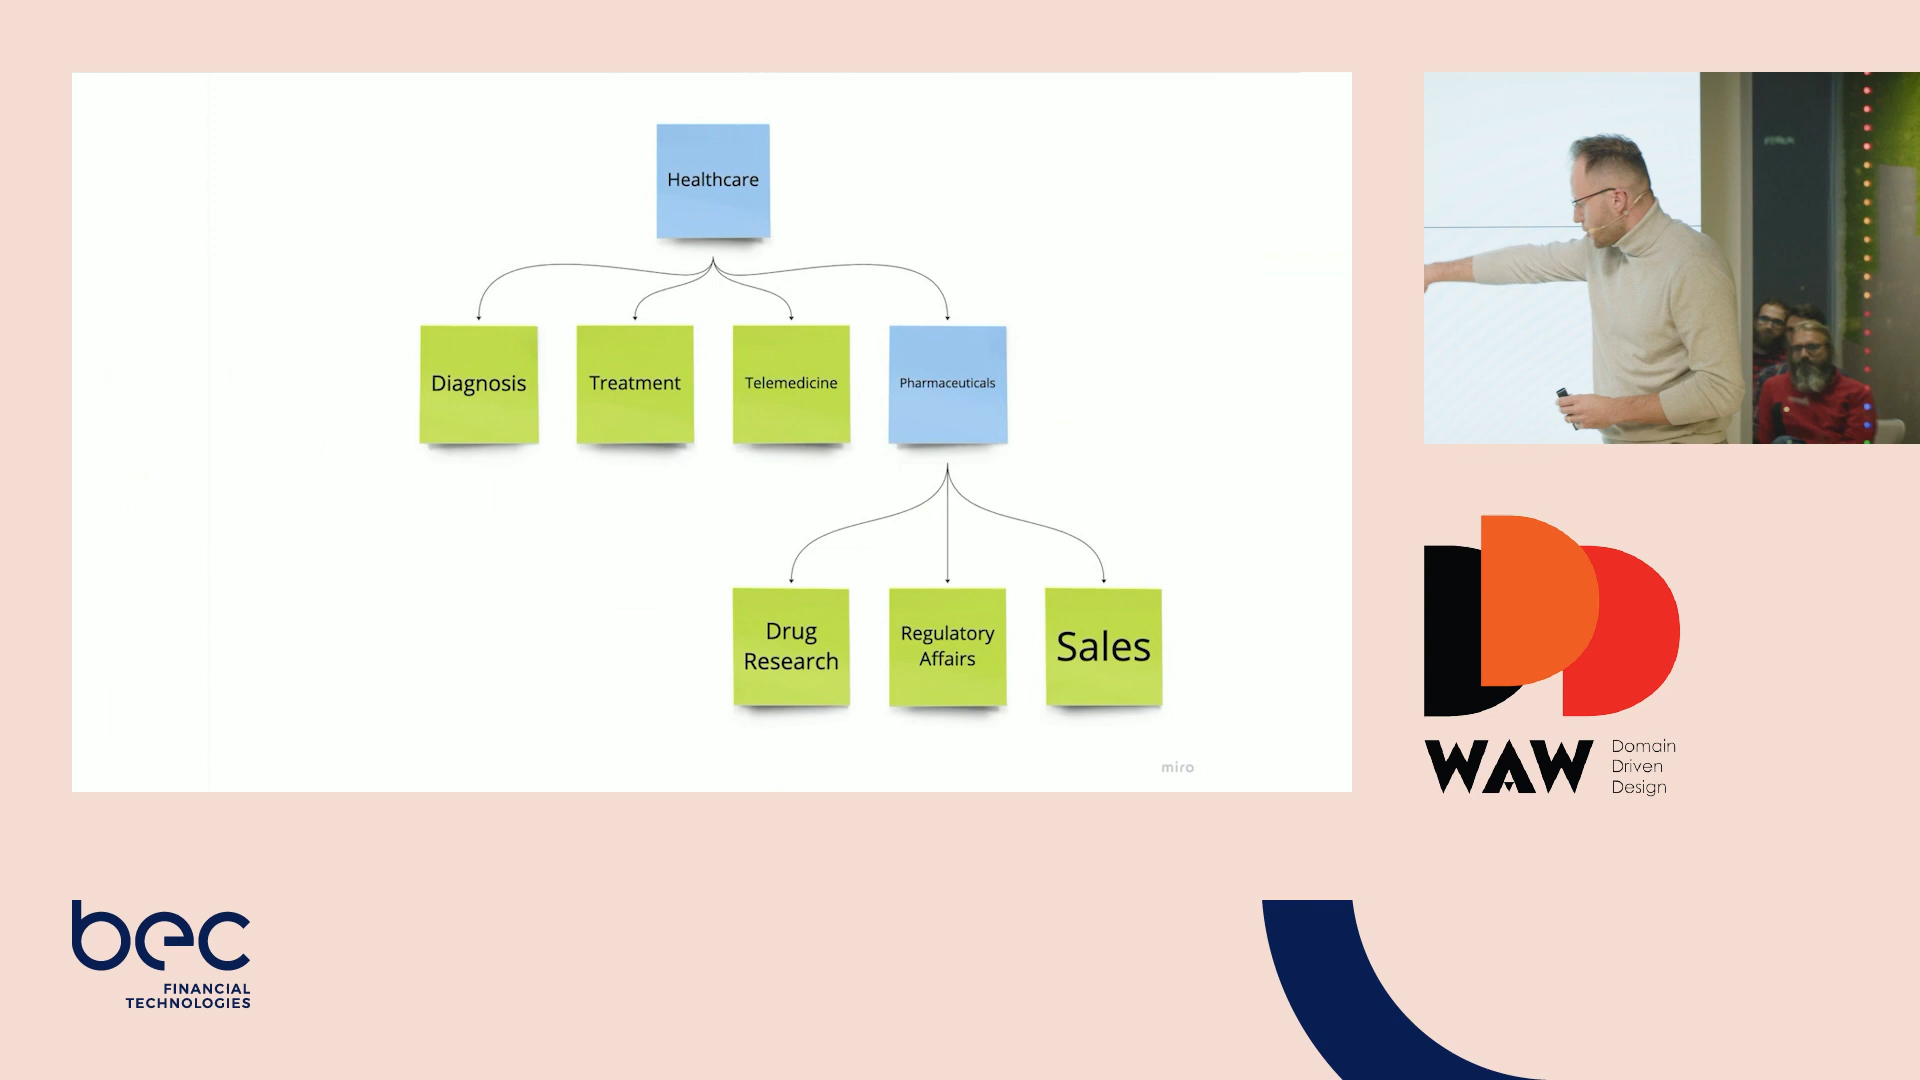 Healthcare
Diagnosis
Treatment
Telemedicine
Pharmaceuticals
Drug
Research
Regulatory
Affairs
Sales
miro
WAW
Domain
Driven
Design
bec
FINANCIAL
TECHNOLOGIES